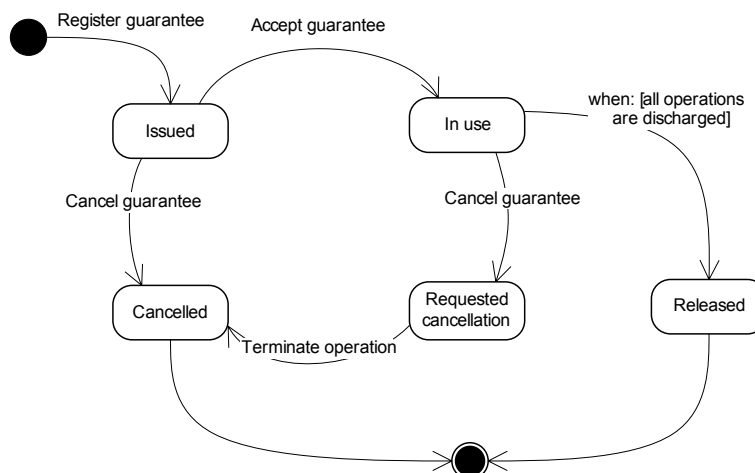 Register guarantee
Accept guarantee
when: [all operations
are discharged]
Issued
In use
Cancel guarantee
Cancel guarantee
Cancelled
Requested
cancellation
Released
Terminate operation